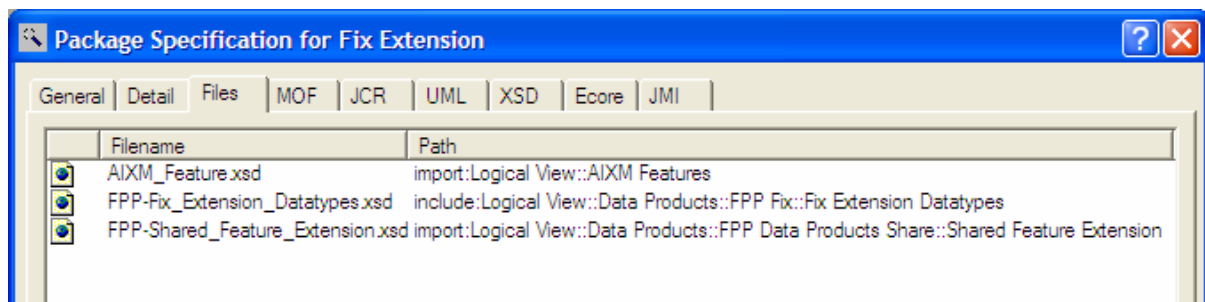 Package Specification for Fix Extension
General Detail Files MOF JCR UML XSD Ecore JMI
Filename Path
AIXM_Feature.xsd import:Logical View::AIXM Features
FPP-Fix_Extension_Datatypes.xsd include:Logical View::Data Products::FPP Fix::Fix Extension Datatypes
FPP-Shared_Feature_Extension.xsd import:Logical View::Data Products::FPP Data Products Share::Shared Feature Extension